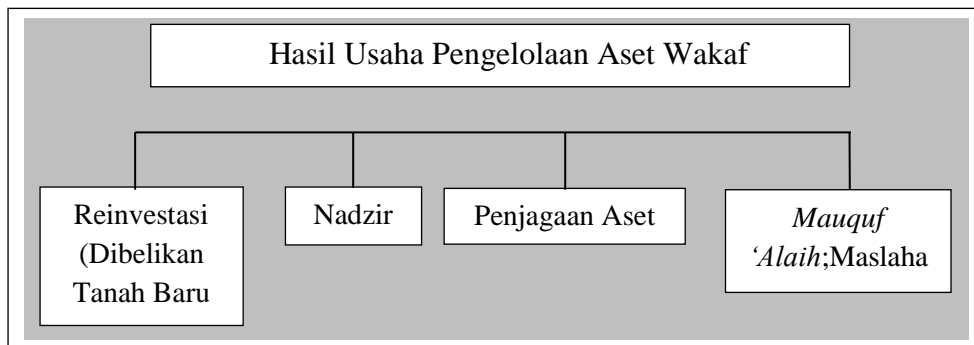 Hasil Usaha Pengelolaan Aset Wakaf
Reinvestasi
(Dibelikan
Tanah Baru
Nadzir
Penjagaan Aset
Mauquf
‘Alaih;Maslaha